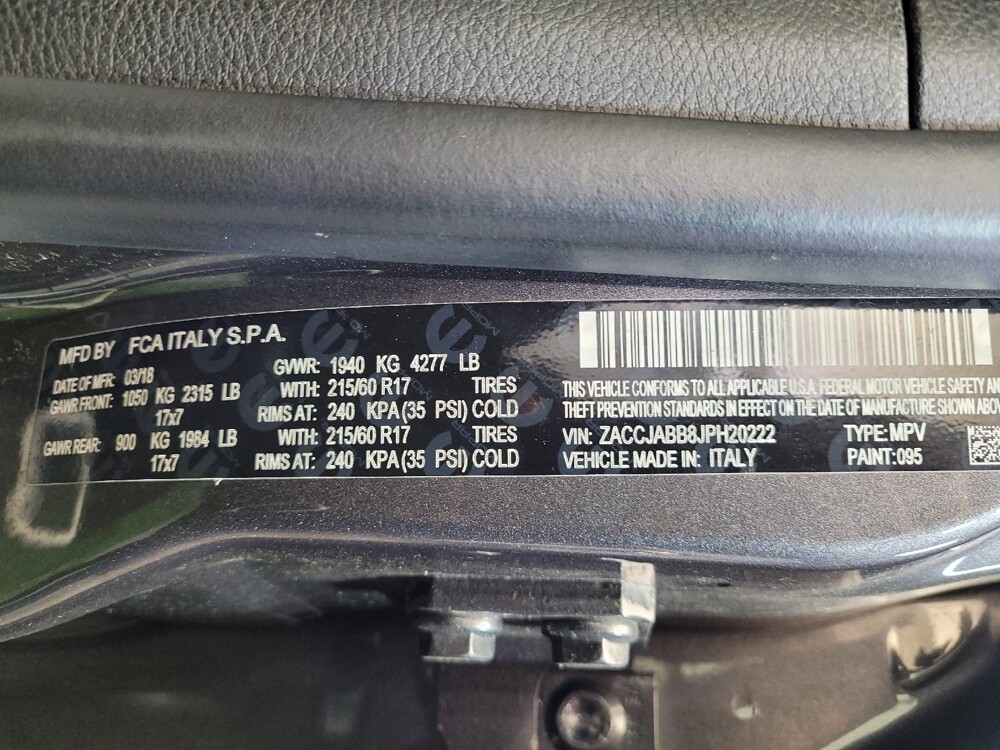 MFD BY FCA ITALY S.P.A.
DATE OF MFR: 03/18 GVWR: 1940 KG 4277 LB
GAWR FRONT: 1050 KG 2315 LB WITH: 215/60 R17 TIRES
17x7 RIMS AT: 240 KPA (35 PSI) COLD
GAWR REAR: 900 KG 1984 LB WITH: 215/60 R17 TIRES
17x7 RIMS AT: 240 KPA (35 PSI) COLD
THIS VEHICLE CONFORMS TO ALL APPLICABLE U.S.A. FEDERAL MOTOR VEHICLE SAFETY
THEFT PREVENTION STANDARDS IN EFFECT ON THE DATE OF MANUFACTURE SHOWN
VIN: ZACCJABB8JPH20222 TYPE: MPV
VEHICLE MADE IN: ITALY PAINT: 095